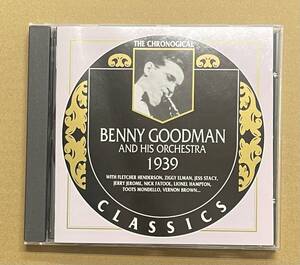 THE CHRONOGICAL
BENNY GOODMAN
AND HIS ORCHESTRA
1939
WITH FLETCHER HENDERSON, ZIGGY ELMAN, JESS STACY,
JERRY JEROME, NICK FATOOL, LIONEL HAMPTON,
TOOTS MONDELLO, VERNON BROWN...
CLASSICS